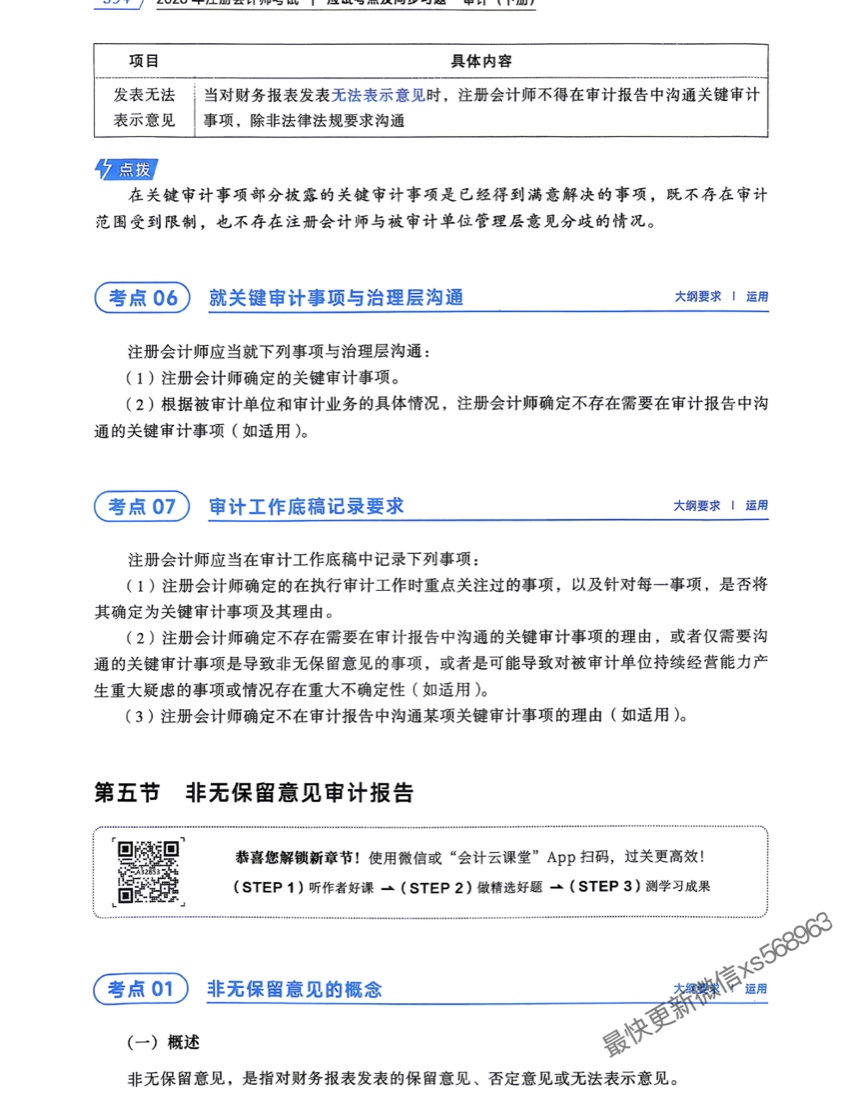 594 2026年注册会计师考试 | 应试考点及同步习题 审计（下册）
项目 具体内容
发表无法 当对财务报表发表无法表示意见时，注册会计师不得在审计报告中沟通关键审计
表示意见 事项，除非法律法规要求沟通
点拨
在关键审计事项部分披露的关键审计事项是已经得到满意解决的事项，既不存在审计
范围受到限制，也不存在注册会计师与被审计单位管理层意见分歧的情况。
考点 06 就关键审计事项与治理层沟通 大纲要求 | 运用
注册会计师应当就下列事项与治理层沟通：
（1）注册会计师确定的关键审计事项。
（2）根据被审计单位和审计业务的具体情况，注册会计师确定不存在需要在审计报告中沟
通的关键审计事项（如适用）。
考点 07 审计工作底稿记录要求 大纲要求 | 运用
注册会计师应当在审计工作底稿中记录下列事项：
（1）注册会计师确定的在执行审计工作时重点关注过的事项，以及针对每一事项，是否将
其确定为关键审计事项及其理由。
（2）注册会计师确定不存在需要在审计报告中沟通的关键审计事项的理由，或者仅需要沟
通的关键审计事项是导致非无保留意见的事项，或者是可能导致对被审计单位持续经营能力产
生重大疑虑的事项或情况存在重大不确定性（如适用）。
（3）注册会计师确定不在审计报告中沟通某项关键审计事项的理由（如适用）。
第五节 非无保留意见审计报告
恭喜您解锁新章节！使用微信或“会计云课堂”App 扫码，过关更高效！
（STEP 1）听作者好课 → （STEP 2）做精选好题 → （STEP 3）测学习成果
A32853
考点 01 非无保留意见的概念 大纲要求 | 运用
最快更新微信xs568963
（一）概述
非无保留意见，是指对财务报表发表的保留意见、否定意见或无法表示意见。